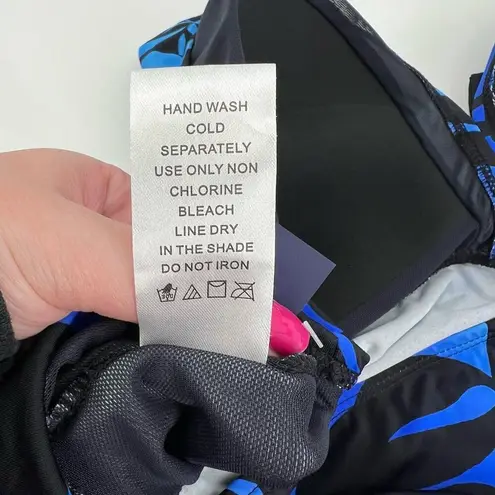 HAND WASH
COLD
SEPARATELY
USE ONLY NON
CHLORINE
BLEACH
LINE DRY
IN THE SHADE
DO NOT IRON